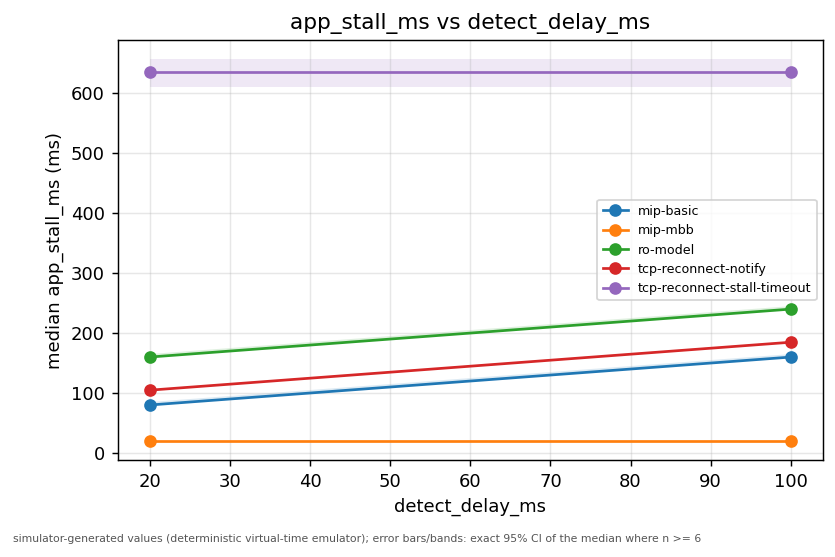 app_stall_ms vs detect_delay_ms
median app_stall_ms (ms)
600
500
400
300
200
100
0
mip-basic
mip-mbb
ro-model
tcp-reconnect-notify
tcp-reconnect-stall-timeout
20 30 40 50 60 70 80 90 100
detect_delay_ms
simulator-generated values (deterministic virtual-time emulator); error bars/bands: exact 95% CI of the median where n >= 6